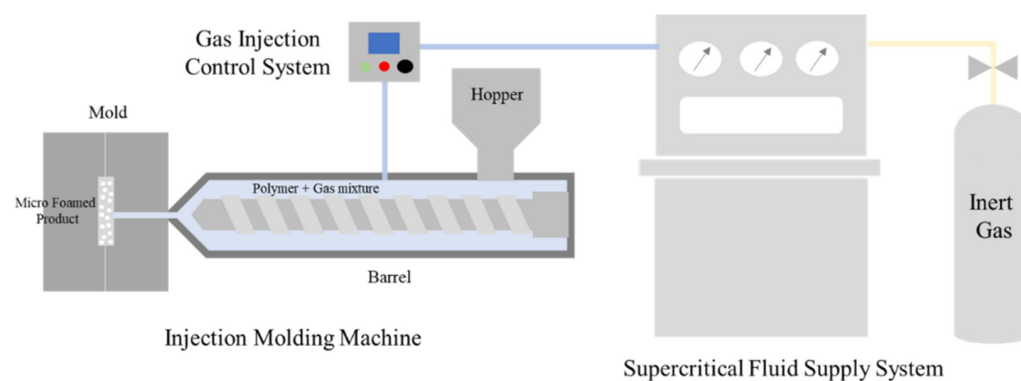 Gas Injection
Control System
Hopper
Mold
Polymer + Gas mixture
Micro Foamed
Product
Inert
Gas
Barrel
Injection Molding Machine
Supercritical Fluid Supply System